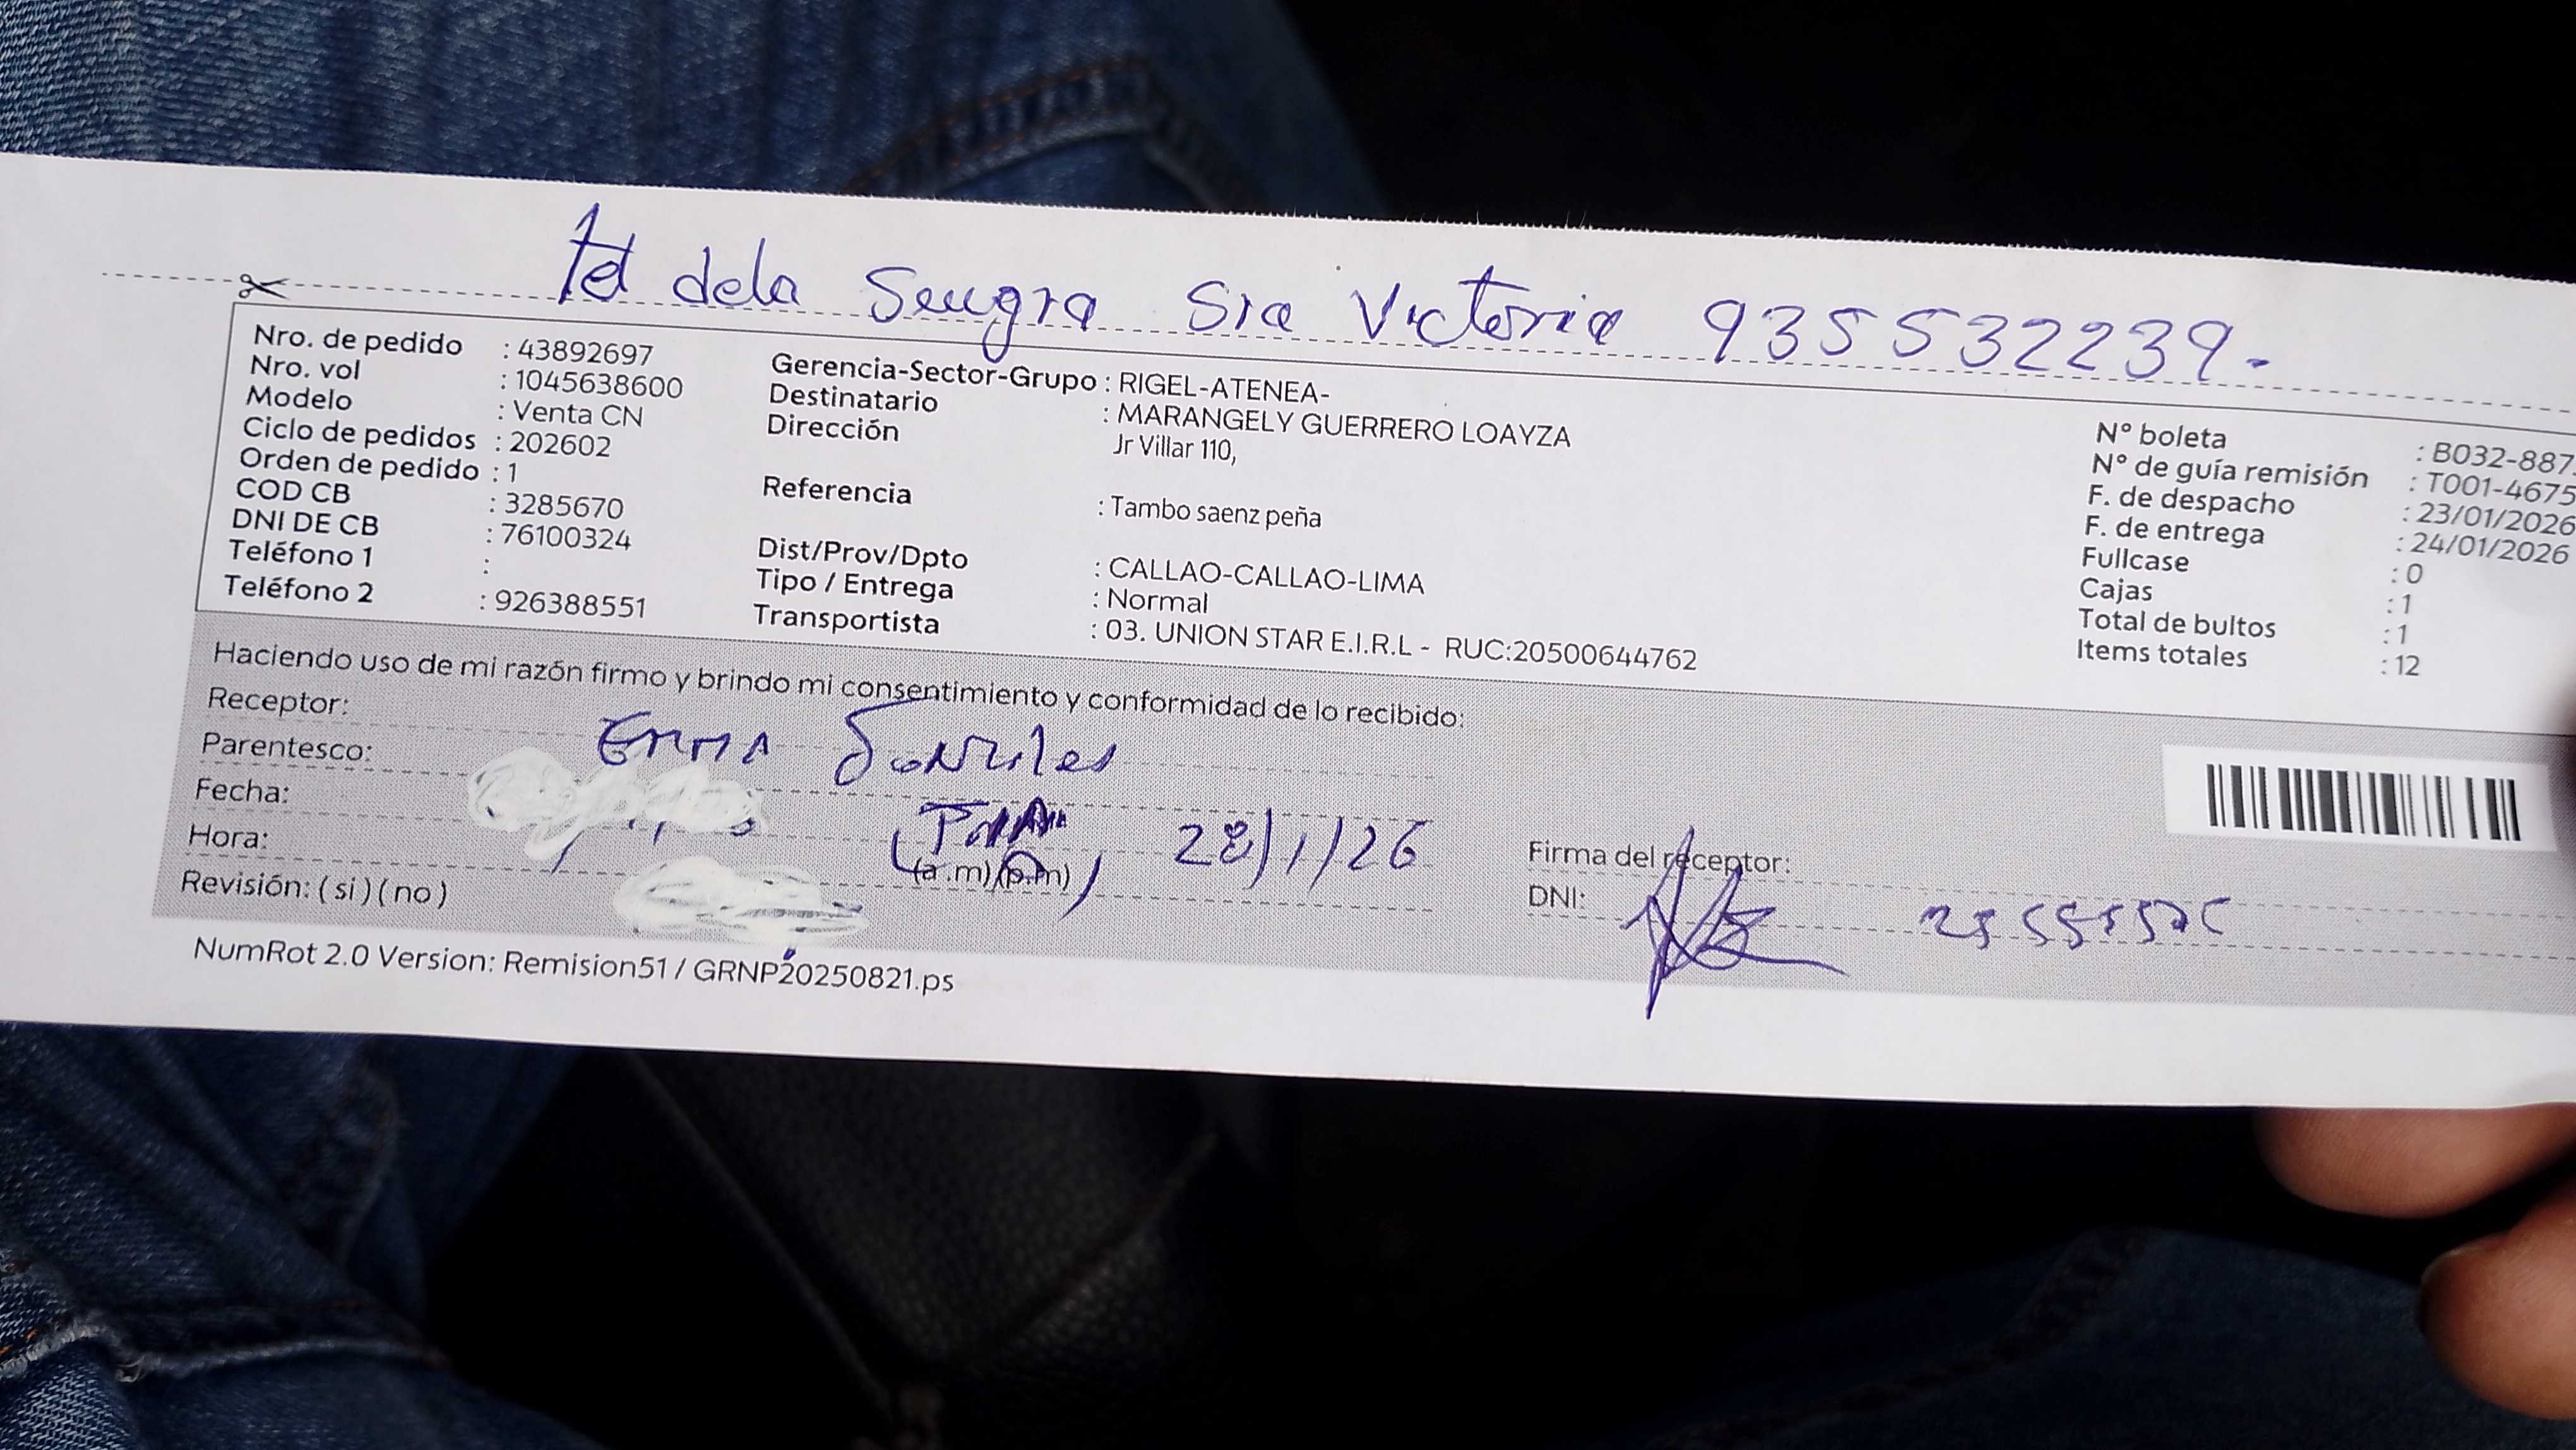 tel dela Seugra Sra Victoria 935532239.
Nro. de pedido : 43892697
Nro. vol : 1045638600
Modelo : Venta CN
Ciclo de pedidos : 202602
Orden de pedido : 1
COD CB : 3285670
DNI DE CB : 76100324
Teléfono 1 :
Teléfono 2 : 926388551
Gerencia-Sector-Grupo : RIGEL-ATENEA-
Destinatario : MARANGELY GUERRERO LOAYZA
Dirección Jr Villar 110,
Referencia : Tambo saenz peña
Dist/Prov/Dpto : CALLAO-CALLAO-LIMA
Tipo / Entrega : Normal
Transportista : 03. UNION STAR E.I.R.L - RUC:20500644762
N° boleta : B032-887
N° de guía remisión : T001-4675
F. de despacho : 23/01/2026
F. de entrega : 24/01/2026
Fullcase : 0
Cajas : 1
Total de bultos : 1
Items totales : 12
Haciendo uso de mi razón firmo y brindo mi consentimiento y conformidad de lo recibido:
Receptor:
Parentesco:
Fecha: 28/1/26
Hora: (a.m) (p.m)
Revisión: ( si ) ( no )
Firma del receptor:
DNI:
NumRot 2.0 Version: Remision51 / GRNP20250821.ps